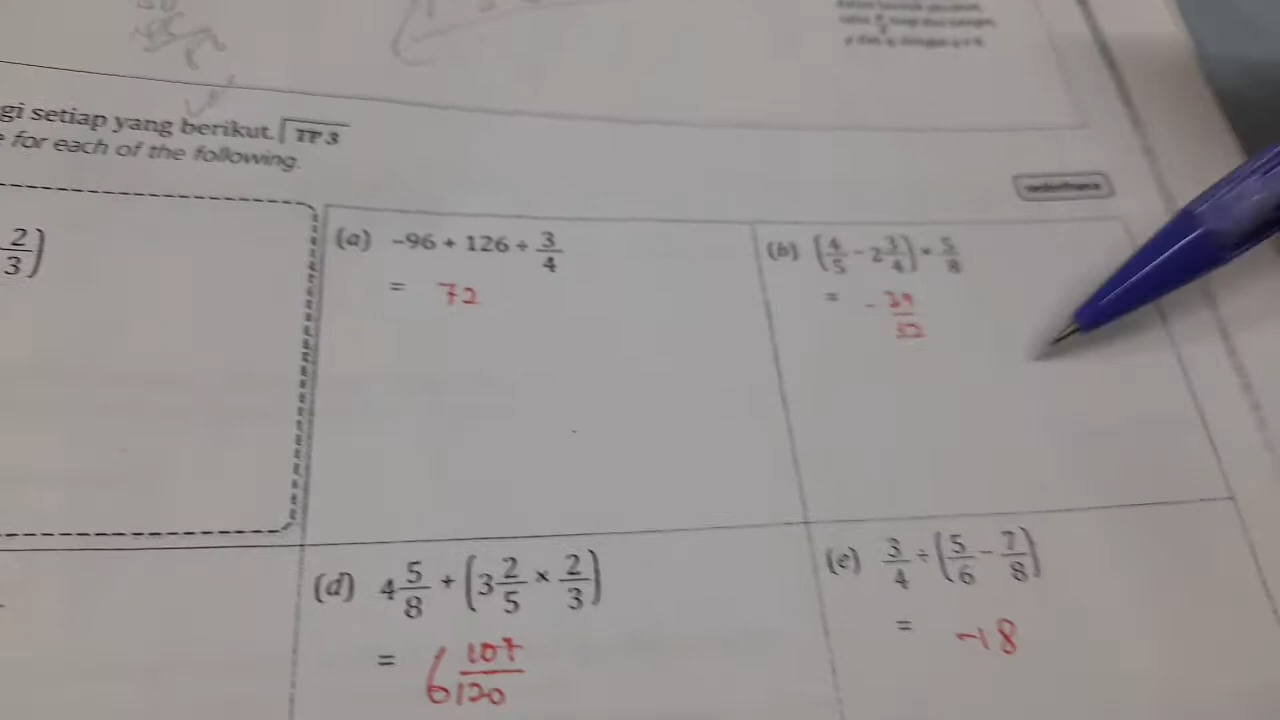 gi setiap yang berikut. TP 3
for each of the following.
2/3)
(a) −96 + 126 ÷ 3/4
= 72
(b) (4/5 − 2 3/4) × 5/8
= − 39/32
(d) 4 5/8 + (3 2/5 × 2/3)
= 6 107/120
(e) 3/4 ÷ (5/6 − 7/8)
= −18